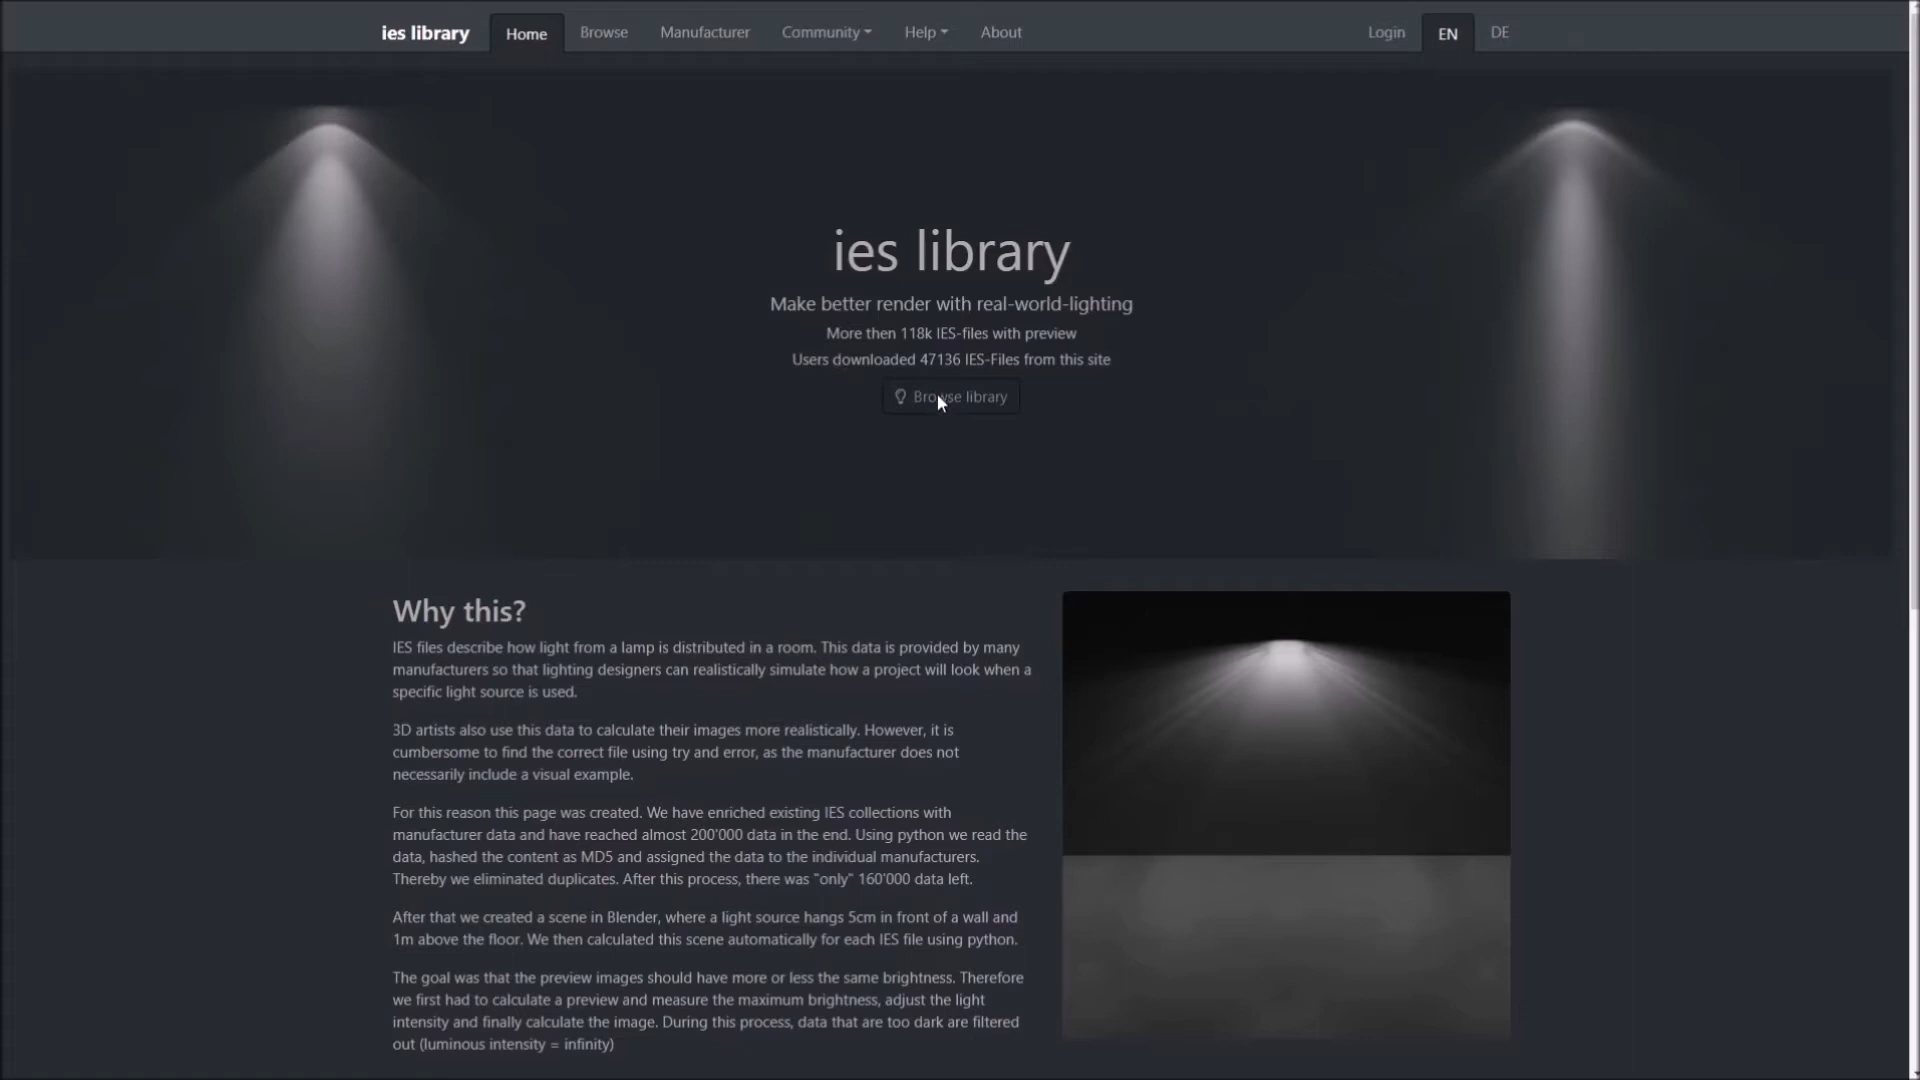 ies library Home Browse Manufacturer Community Help About Login EN DE
ies library
Make better render with real-world-lighting
More then 118k IES-files with preview
Users downloaded 47136 IES-Files from this site
Browse library
Why this?
IES files describe how light from a lamp is distributed in a room. This data is provided by many
manufacturers so that lighting designers can realistically simulate how a project will look when a
specific light source is used.
3D artists also use this data to calculate their images more realistically. However, it is
cumbersome to find the correct file using try and error, as the manufacturer does not
necessarily include a visual example.
For this reason this page was created. We have enriched existing IES collections with
manufacturer data and have reached almost 200'000 data in the end. Using python we read the
data, hashed the content as MD5 and assigned the data to the individual manufacturers.
Thereby we eliminated duplicates. After this process, there was "only" 160'000 data left.
After that we created a scene in Blender, where a light source hangs 5cm in front of a wall and
1m above the floor. We then calculated this scene automatically for each IES file using python.
The goal was that the preview images should have more or less the same brightness. Therefore
we first had to calculate a preview and measure the maximum brightness, adjust the light
intensity and finally calculate the image. During this process, data that are too dark are filtered
out (luminous intensity = infinity)